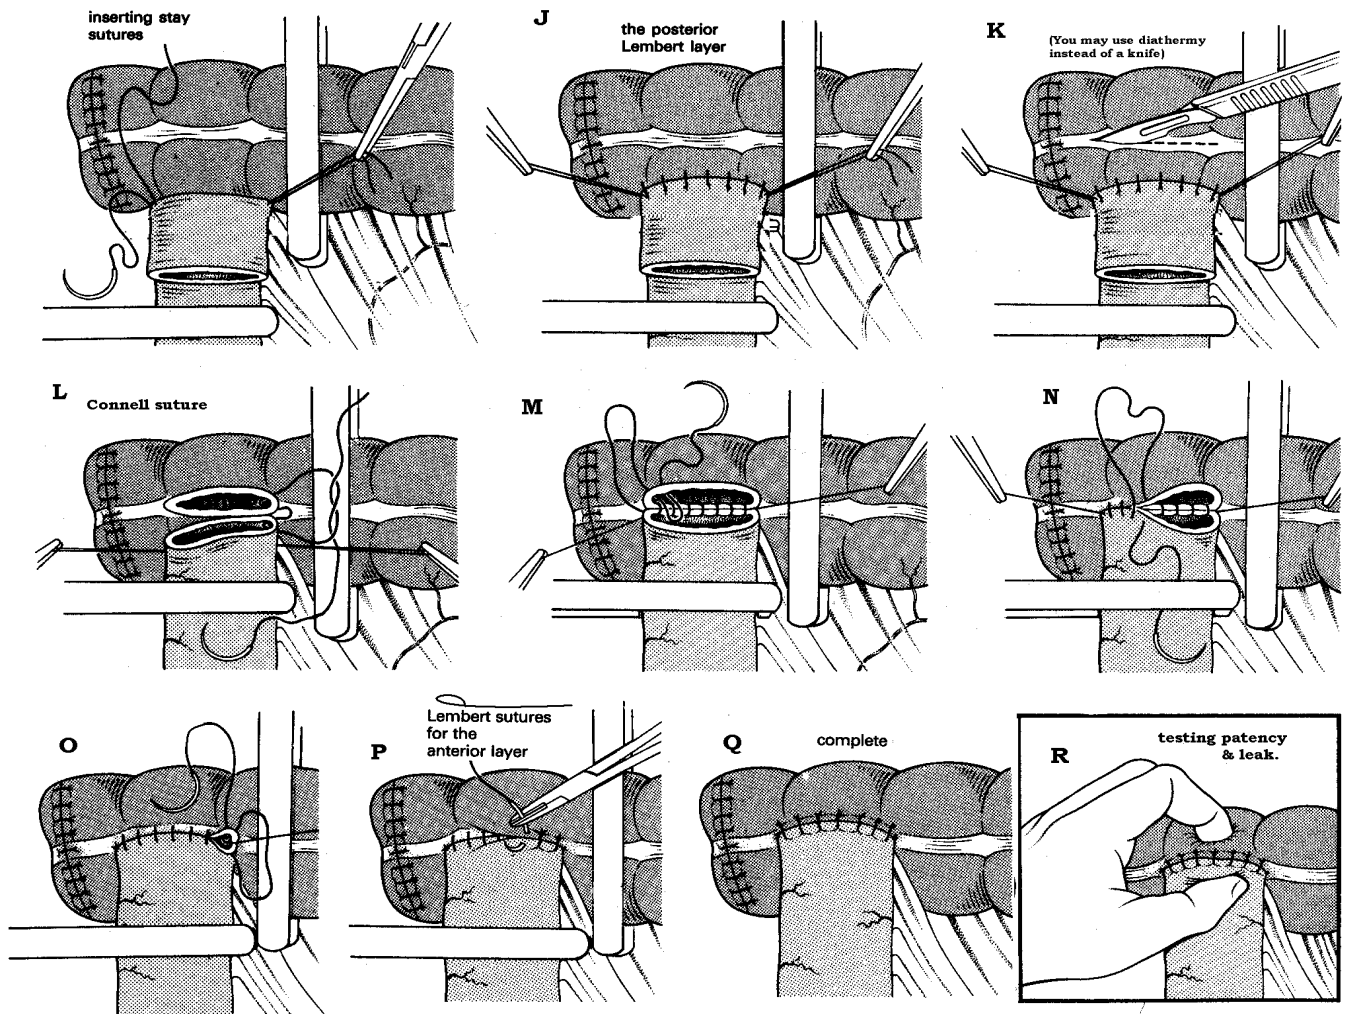 inserting stay
sutures
J
the posterior
Lembert layer
K
(You may use diathermy
instead of a knife)
L
Connell suture
M
N
O
P
Lembert sutures
for the
anterior layer
Q
complete
R
testing patency
& leak.